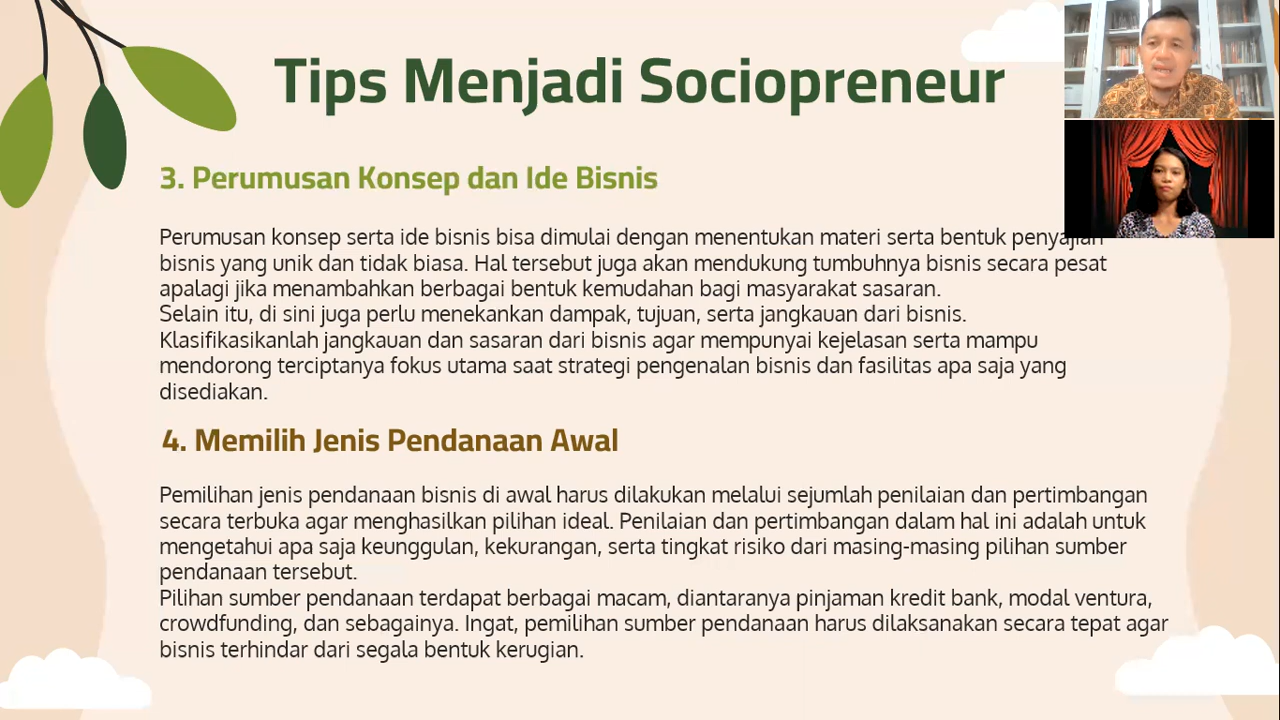 Tips Menjadi Sociopreneur
3. Perumusan Konsep dan Ide Bisnis
Perumusan konsep serta ide bisnis bisa dimulai dengan menentukan materi serta bentuk penyajian
bisnis yang unik dan tidak biasa. Hal tersebut juga akan mendukung tumbuhnya bisnis secara pesat
apalagi jika menambahkan berbagai bentuk kemudahan bagi masyarakat sasaran.
Selain itu, di sini juga perlu menekankan dampak, tujuan, serta jangkauan dari bisnis.
Klasifikasikanlah jangkauan dan sasaran dari bisnis agar mempunyai kejelasan serta mampu
mendorong terciptanya fokus utama saat strategi pengenalan bisnis dan fasilitas apa saja yang
disediakan.
4. Memilih Jenis Pendanaan Awal
Pemilihan jenis pendanaan bisnis di awal harus dilakukan melalui sejumlah penilaian dan pertimbangan
secara terbuka agar menghasilkan pilihan ideal. Penilaian dan pertimbangan dalam hal ini adalah untuk
mengetahui apa saja keunggulan, kekurangan, serta tingkat risiko dari masing-masing pilihan sumber
pendanaan tersebut.
Pilihan sumber pendanaan terdapat berbagai macam, diantaranya pinjaman kredit bank, modal ventura,
crowdfunding, dan sebagainya. Ingat, pemilihan sumber pendanaan harus dilaksanakan secara tepat agar
bisnis terhindar dari segala bentuk kerugian.